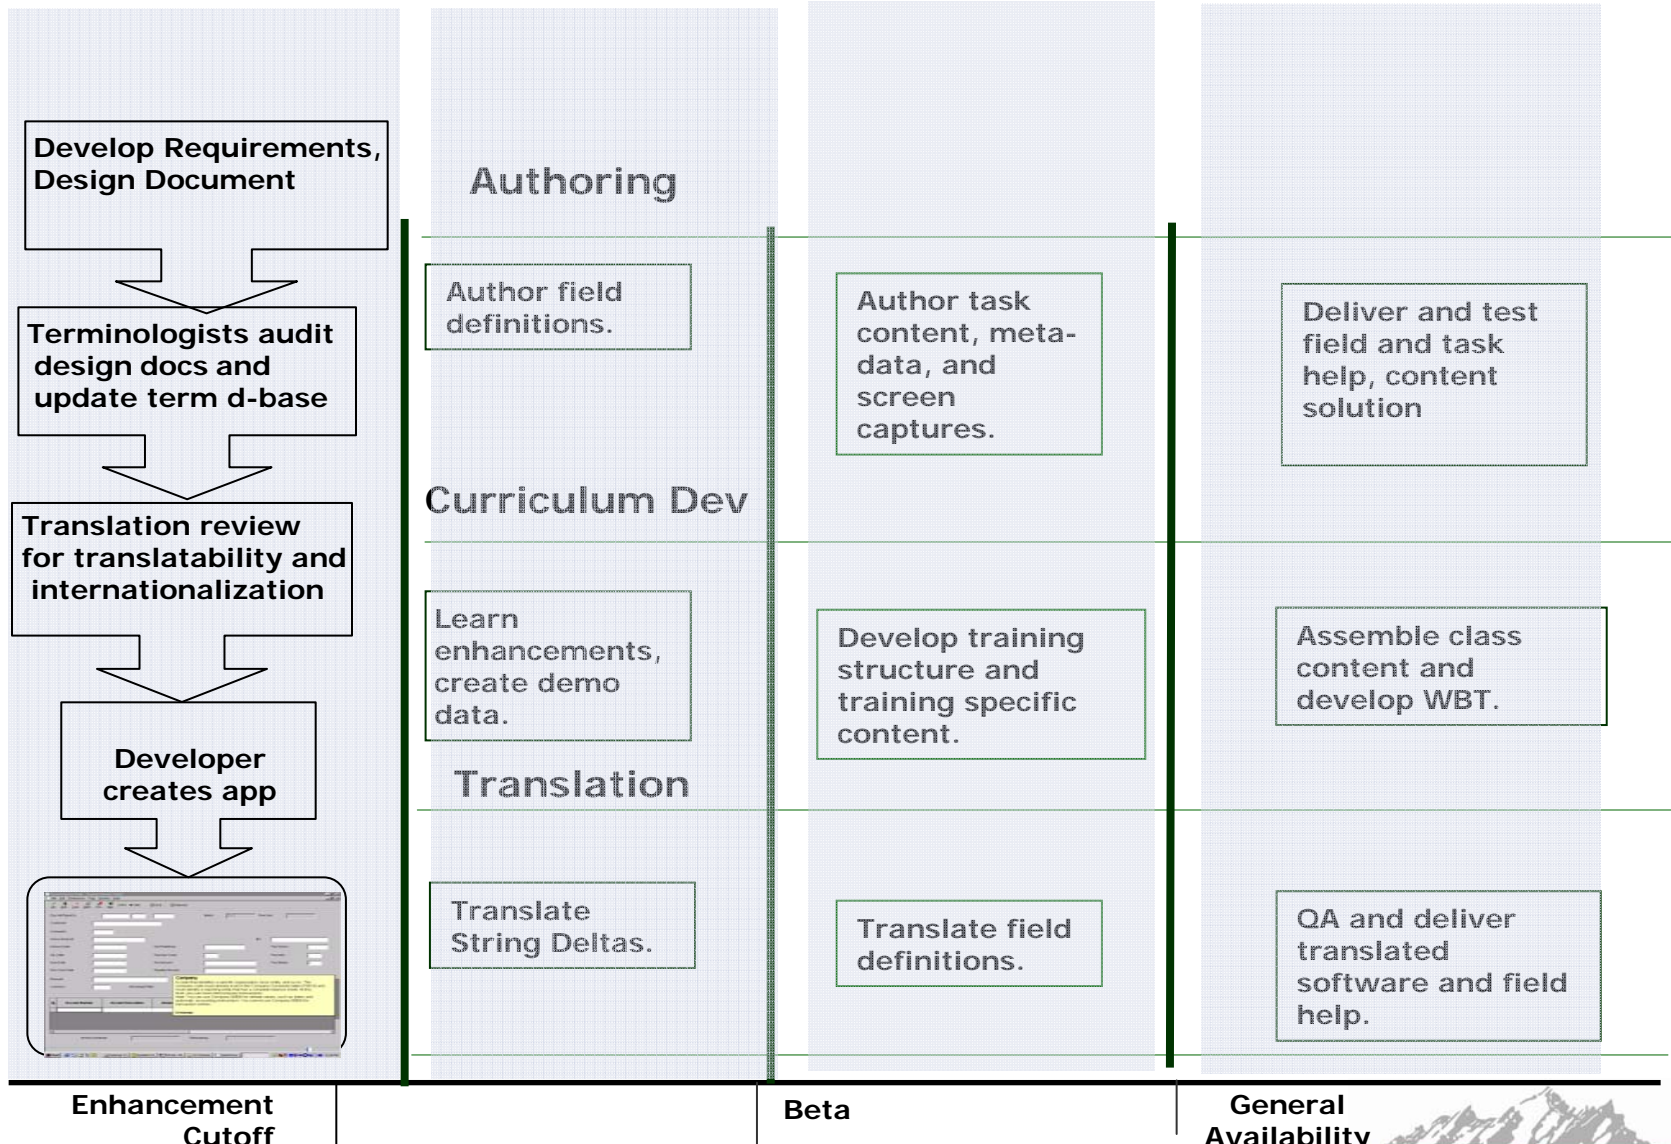 Develop Requirements,
Design Document
Terminologists audit
design docs and
update term d-base
Translation review
for translatability and
internationalization
Developer
creates app
Authoring
Author field
definitions.
Author task
content, meta-
data, and
screen
captures.
Deliver and test
field and task
help, content
solution
Curriculum Dev
Learn
enhancements,
create demo
data.
Develop training
structure and
training specific
content.
Assemble class
content and
develop WBT.
Translation
Translate
String Deltas.
Translate field
definitions.
QA and deliver
translated
software and field
help.
Enhancement
Cutoff
Beta
General
Availability